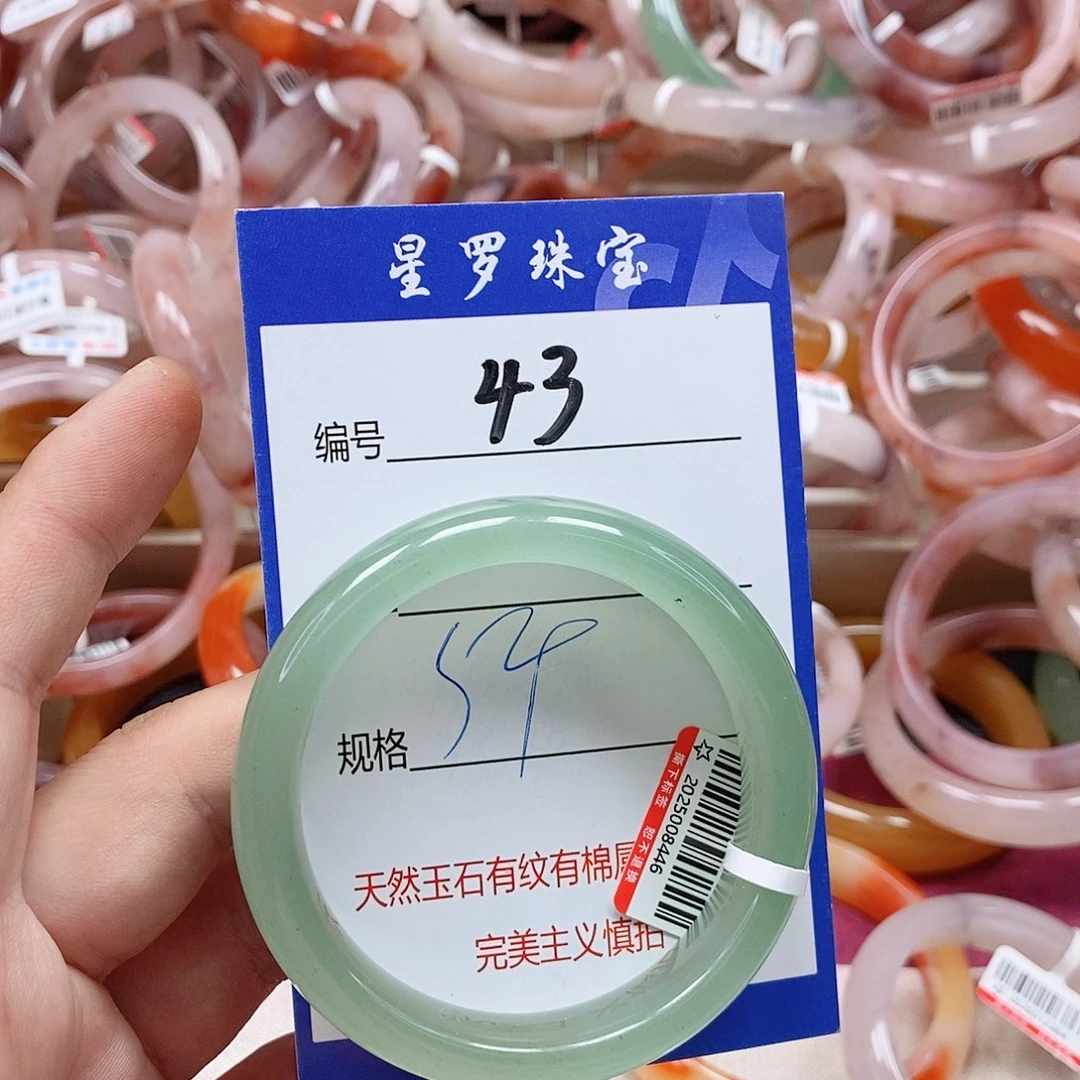 星罗珠宝
编号 43
规格 54
天然玉石有纹有棉属
完美主义慎拍
撕下标签 恕不退换
2025008446